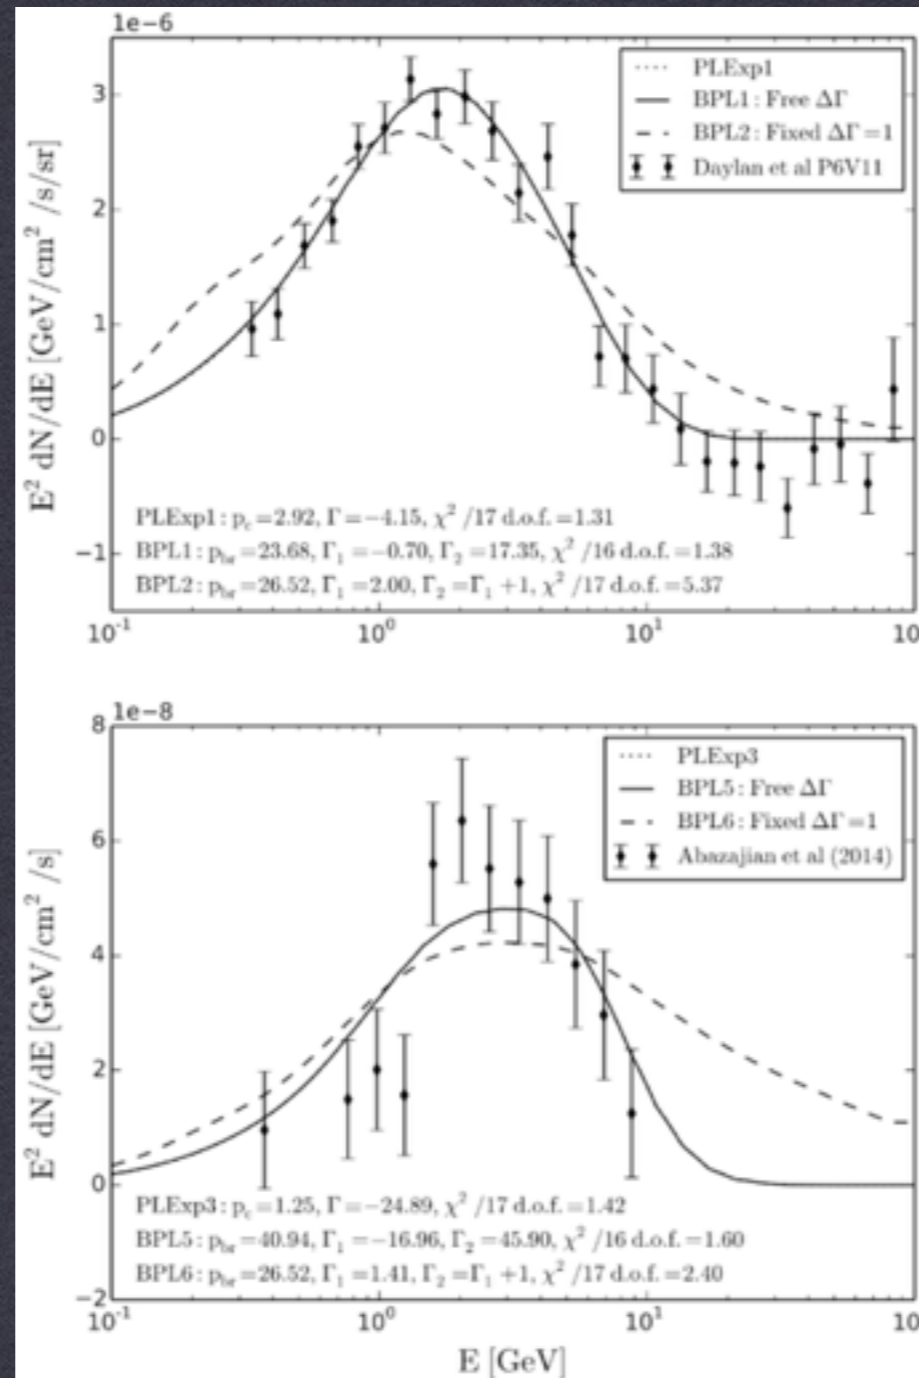 1e−6
PLExp1
BPL1: Free ΔΓ
BPL2: Fixed ΔΓ=1
Daylan et al P6V11
3
2
1
0
−1
E² dN/dE [GeV/cm² /s/sr]
PLExp1: p_c=2.92, Γ=−4.15, χ² /17 d.o.f.=1.31
BPL1: p_br=23.68, Γ₁=−0.70, Γ₂=17.35, χ² /16 d.o.f.=1.38
BPL2: p_br=26.52, Γ₁=2.00, Γ₂=Γ₁+1, χ² /17 d.o.f.=5.37
10⁻¹ 10⁰ 10¹ 10
1e−8
PLExp3
BPL5: Free ΔΓ
BPL6: Fixed ΔΓ=1
Abazajian et al (2014)
8
6
4
2
0
−2
E² dN/dE [GeV/cm² /s]
PLExp3: p_c=1.25, Γ=−24.89, χ² /17 d.o.f.=1.42
BPL5: p_br=40.94, Γ₁=−16.96, Γ₂=45.90, χ² /16 d.o.f.=1.60
BPL6: p_br=26.52, Γ₁=1.41, Γ₂=Γ₁+1, χ² /17 d.o.f.=2.40
10⁻¹ 10⁰ 10¹ 10
E [GeV]